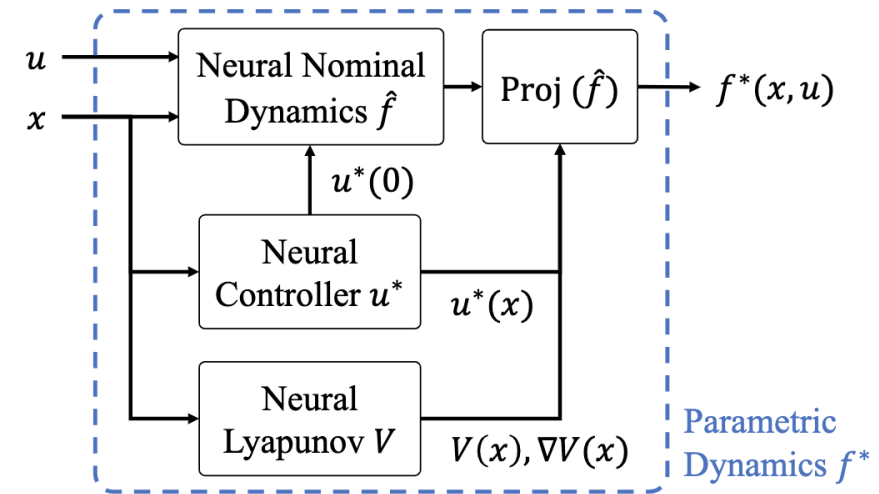 u
x
Neural Nominal
Dynamics f̂
Proj (f̂)
f*(x, u)
u*(0)
Neural
Controller u*
u*(x)
Neural
Lyapunov V
V(x), ∇V(x)
Parametric
Dynamics f*